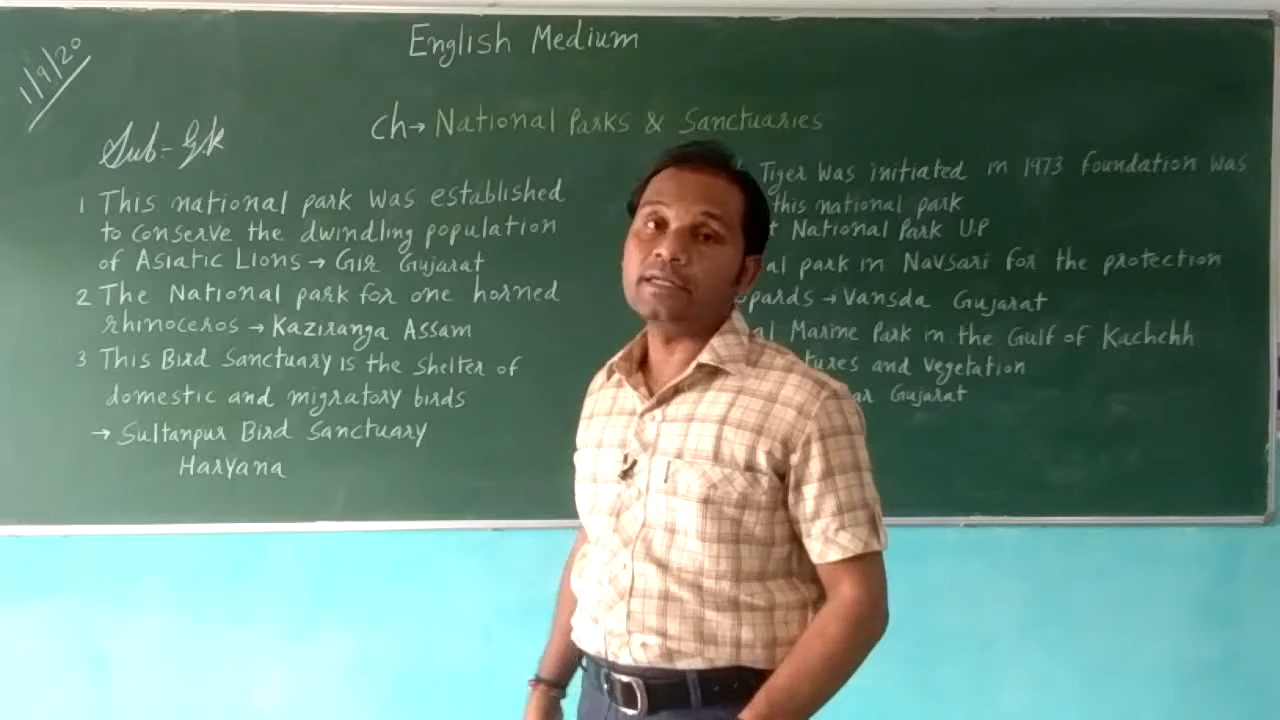 1/9/20
English Medium
Sub- GK
Ch→ National Parks & Sanctuaries
1 This national park was established
to conserve the dwindling population
of Asiatic Lions → Gir Gujarat
2 The National park for one horned
rhinoceros → Kaziranga Assam
3 This Bird Sanctuary is the shelter of
domestic and migratory birds
→ Sultanpur Bird Sanctuary
Haryana
Tiger was initiated in 1973 foundation was
this national park
National Park U.P
park in Navsari for the protection
→ Vansda Gujarat
Marine Park in the Gulf of Kachchh
and vegetation
Gujarat